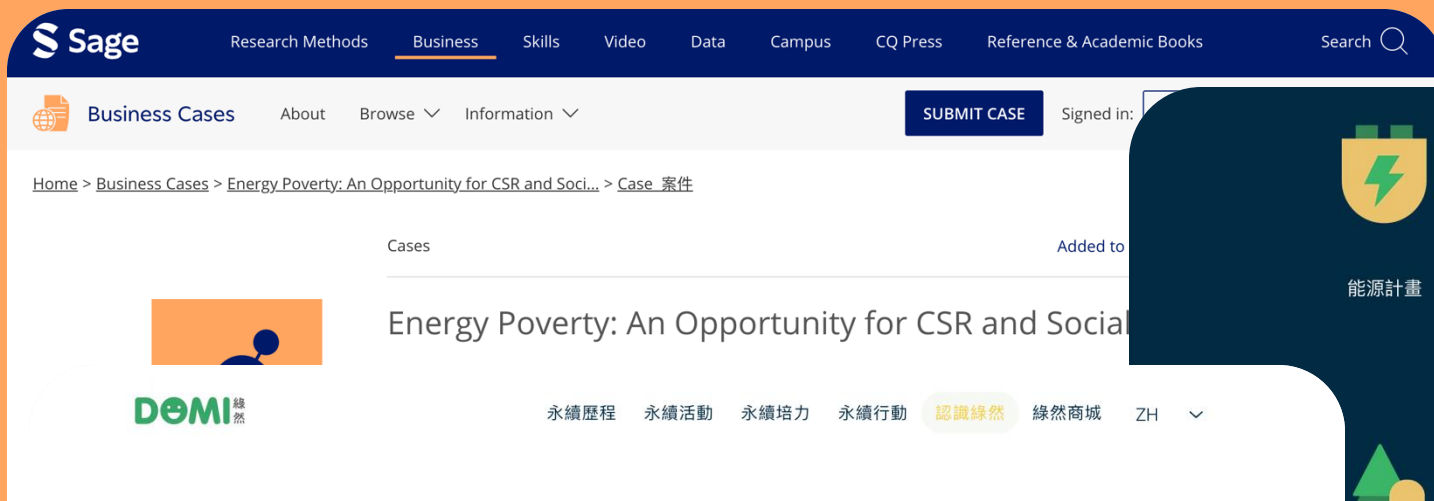 Sage Research Methods Business Skills Video Data Campus CQ Press Reference & Academic Books Search
Business Cases About Browse Information SUBMIT CASE Signed in:
Home > Business Cases > Energy Poverty: An Opportunity for CSR and Soci... > Case 案件
Cases Added to
能源計畫
Energy Poverty: An Opportunity for CSR and Social
DOMI 綠然 永續歷程 永續活動 永續培力 永續行動 認識綠然 綠然商城 ZH